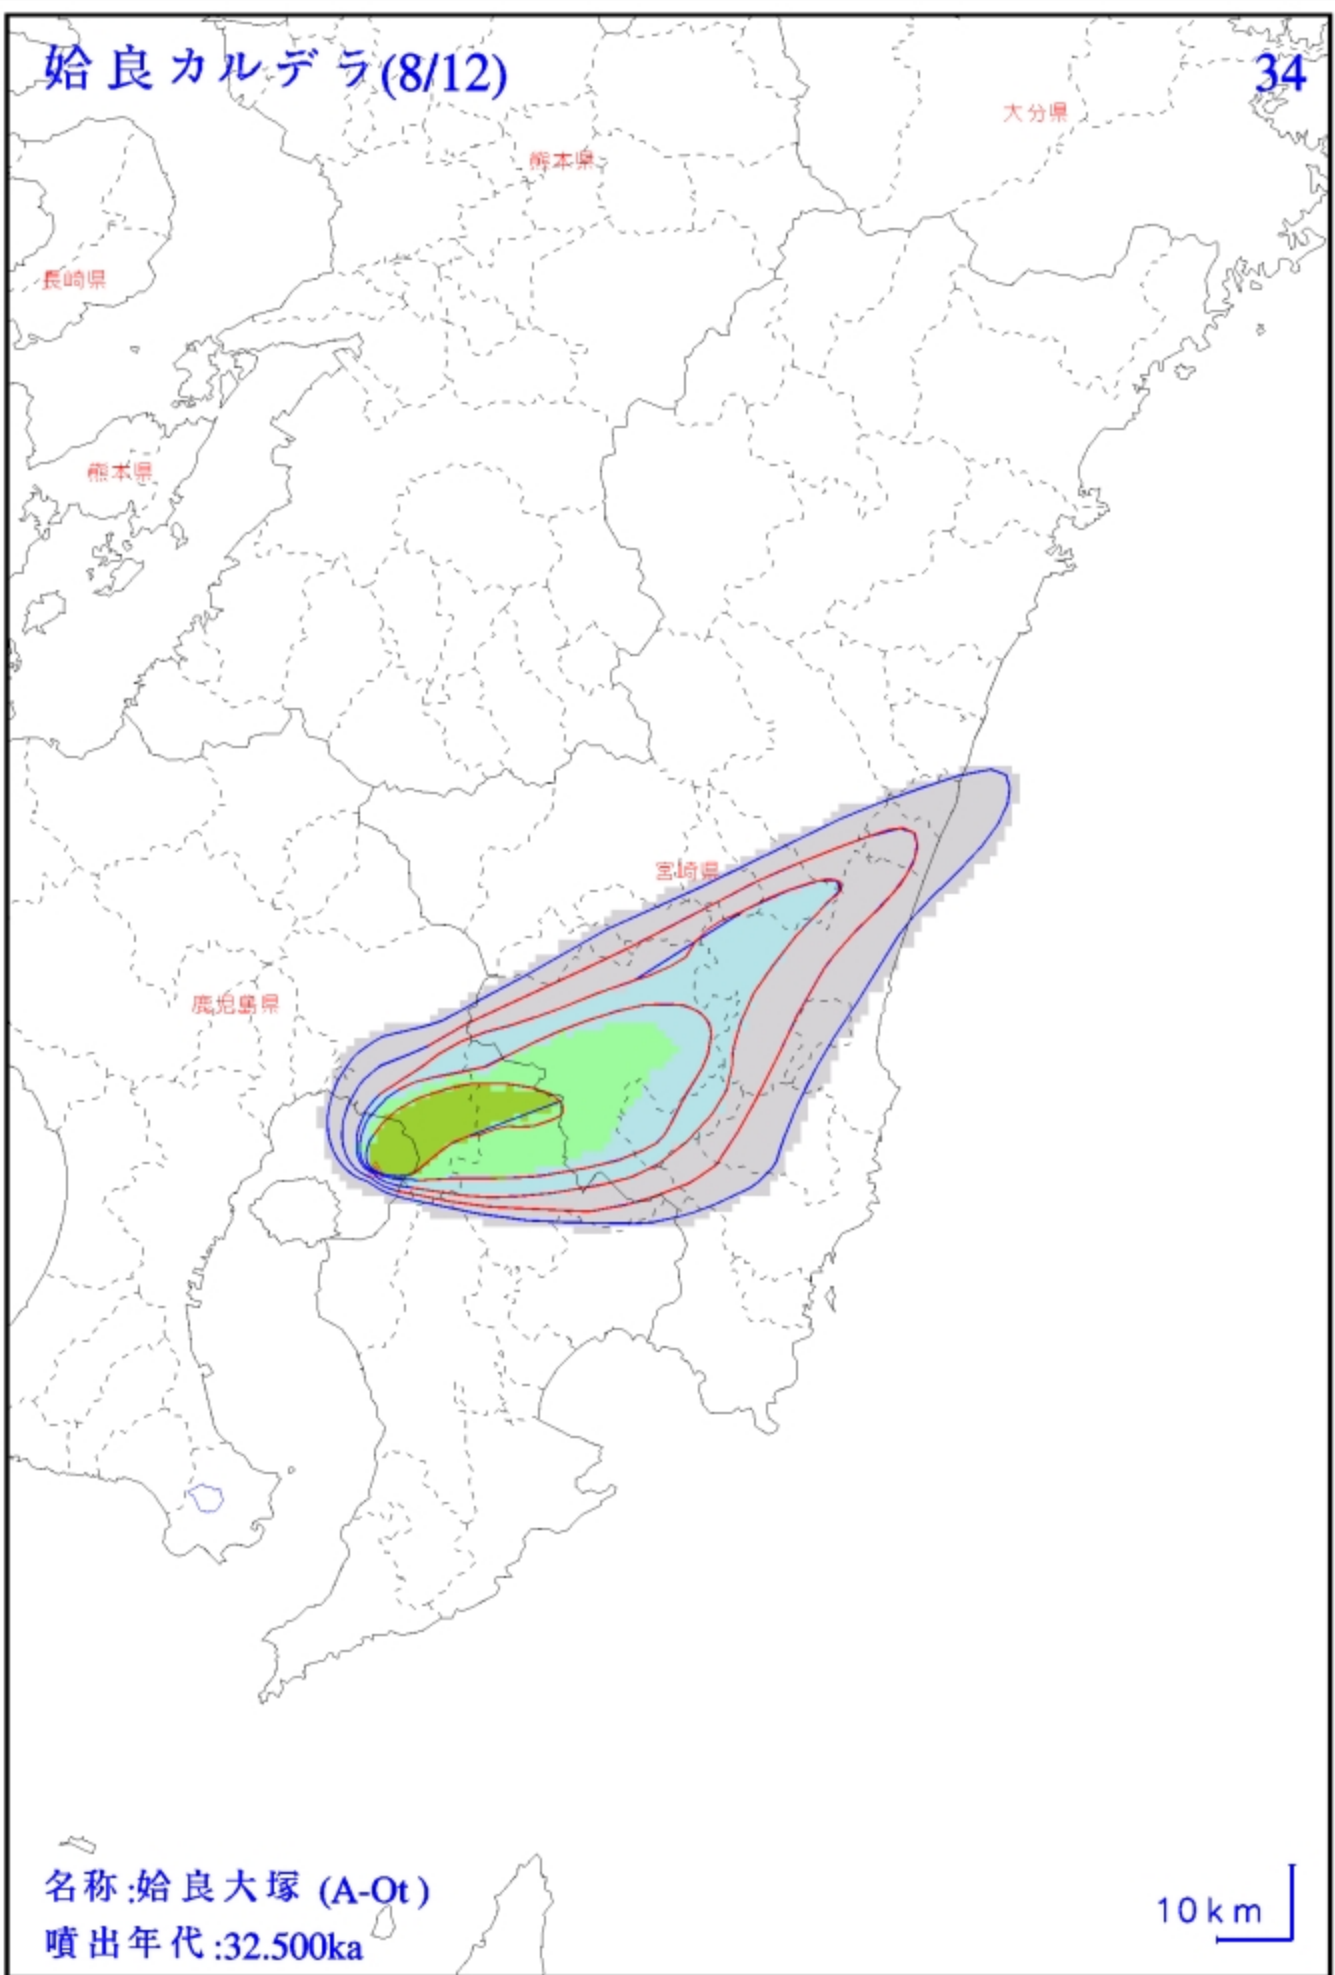 姶良カルデラ(8/12)
34
大分県
熊本県
長崎県
熊本県
宮崎県
鹿児島県
名称:姶良大塚 (A-Ot)
噴出年代:32.500ka
10km